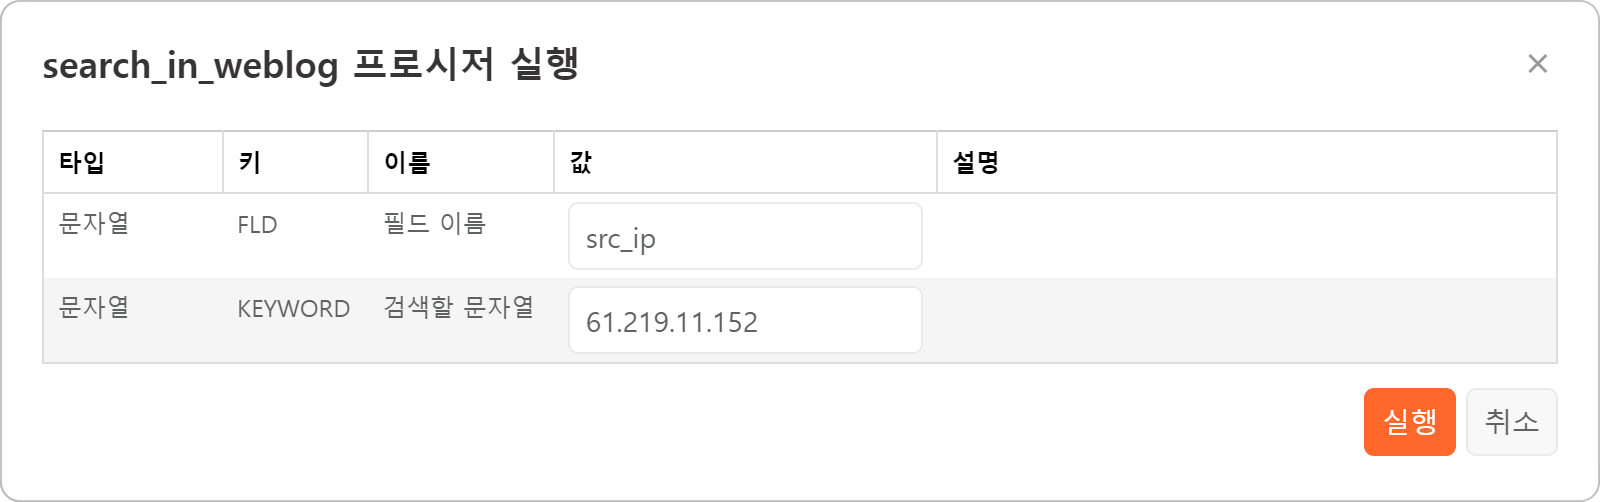 search_in_weblog 프로시저 실행
×
타입 키 이름 값 설명
문자열 FLD 필드 이름 src_ip
문자열 KEYWORD 검색할 문자열 61.219.11.152
실행 취소